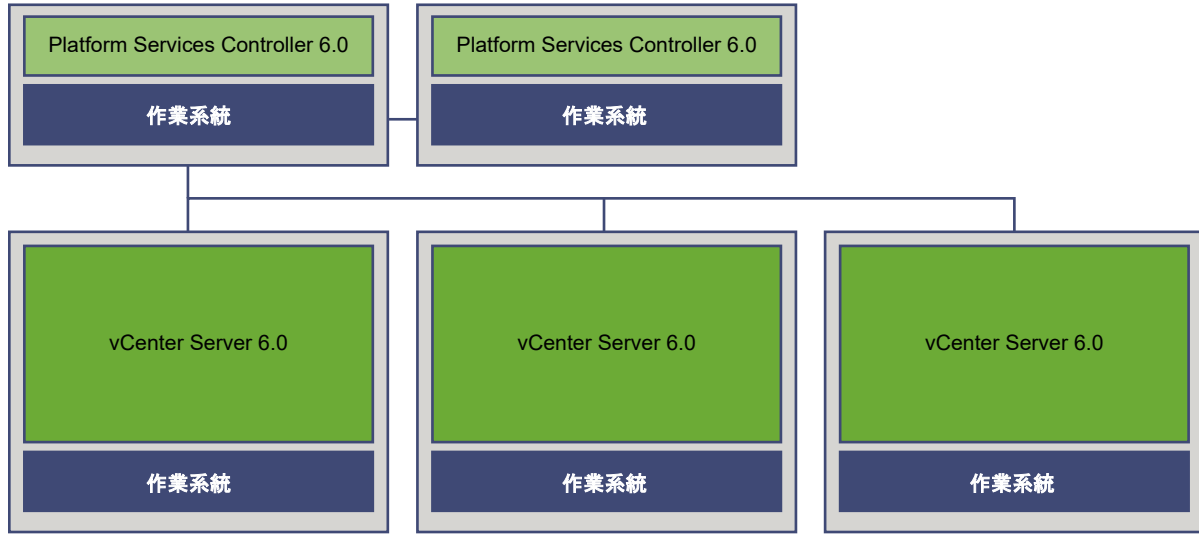 Platform Services Controller 6.0
Platform Services Controller 6.0
作業系統
作業系統
vCenter Server 6.0
vCenter Server 6.0
vCenter Server 6.0
作業系統
作業系統
作業系統